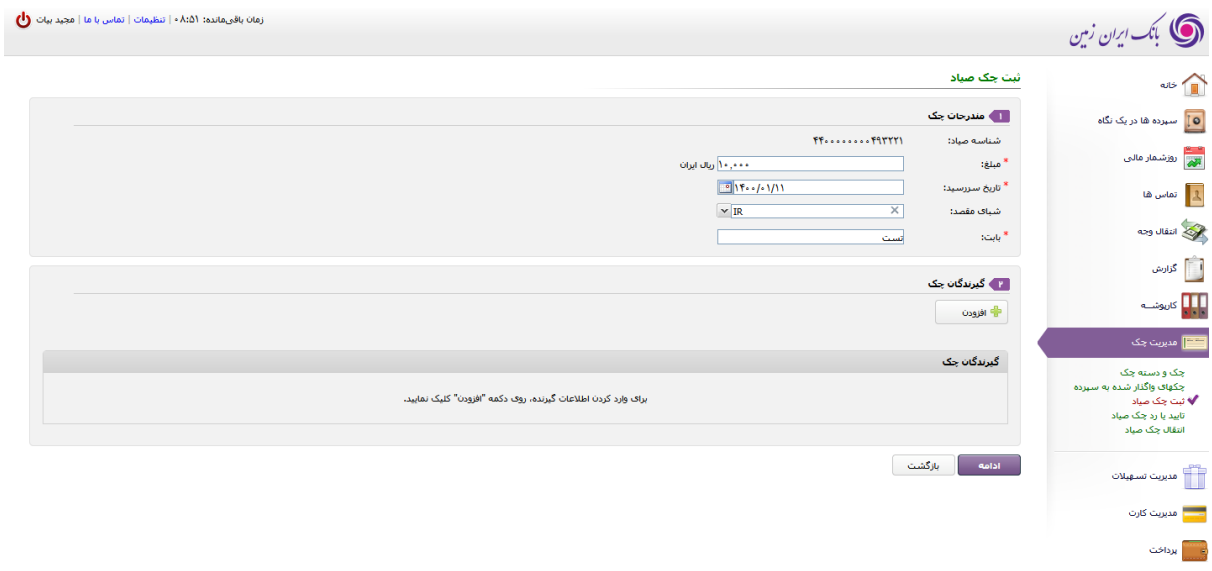 بانک ایران زمین
زمان باقی‌مانده: ۰۸:۵۱ | تنظیمات | تماس با ما | مجید بیات
خانه
سپرده ها در یک نگاه
روزشمار مالی
تماس ها
انتقال وجه
گزارش
کارپوشــه
مدیریت چک
چک و دسته چک
چکهای واگذار شده به سپرده
ثبت چک صیاد
تایید یا رد چک صیاد
انتقال چک صیاد
مدیریت تسهیلات
مدیریت کارت
پرداخت
ثبت چک صیاد
۱ مندرجات چک
شناسه صیاد: ۴۴۰۰۰۰۰۰۰۰۴۹۳۲۲۱
* مبلغ: ۱۰,۰۰۰ ریال ایران
* تاریخ سررسید: ۱۴۰۰/۰۱/۱۱
شبای مقصد: IR
* بابت: تست
۲ گیرندگان چک
افزودن
گیرندگان چک
برای وارد کردن اطلاعات گیرنده، روی دکمه "افزودن" کلیک نمایید.
ادامه بازگشت